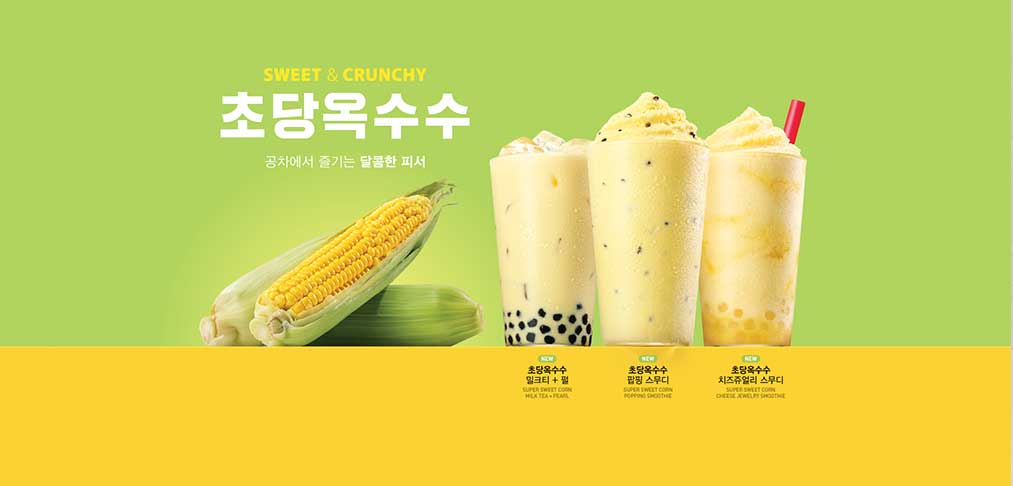 SWEET & CRUNCHY
초당옥수수
공차에서 즐기는 달콤한 피서
NEW
초당옥수수
밀크티 + 펄
SUPER SWEET CORN
MILK TEA + PEARL
NEW
초당옥수수
팝핑 스무디
SUPER SWEET CORN
POPPING SMOOTHIE
NEW
초당옥수수
치즈쥬얼리 스무디
SUPER SWEET CORN
CHEESE JEWELRY SMOOTHIE